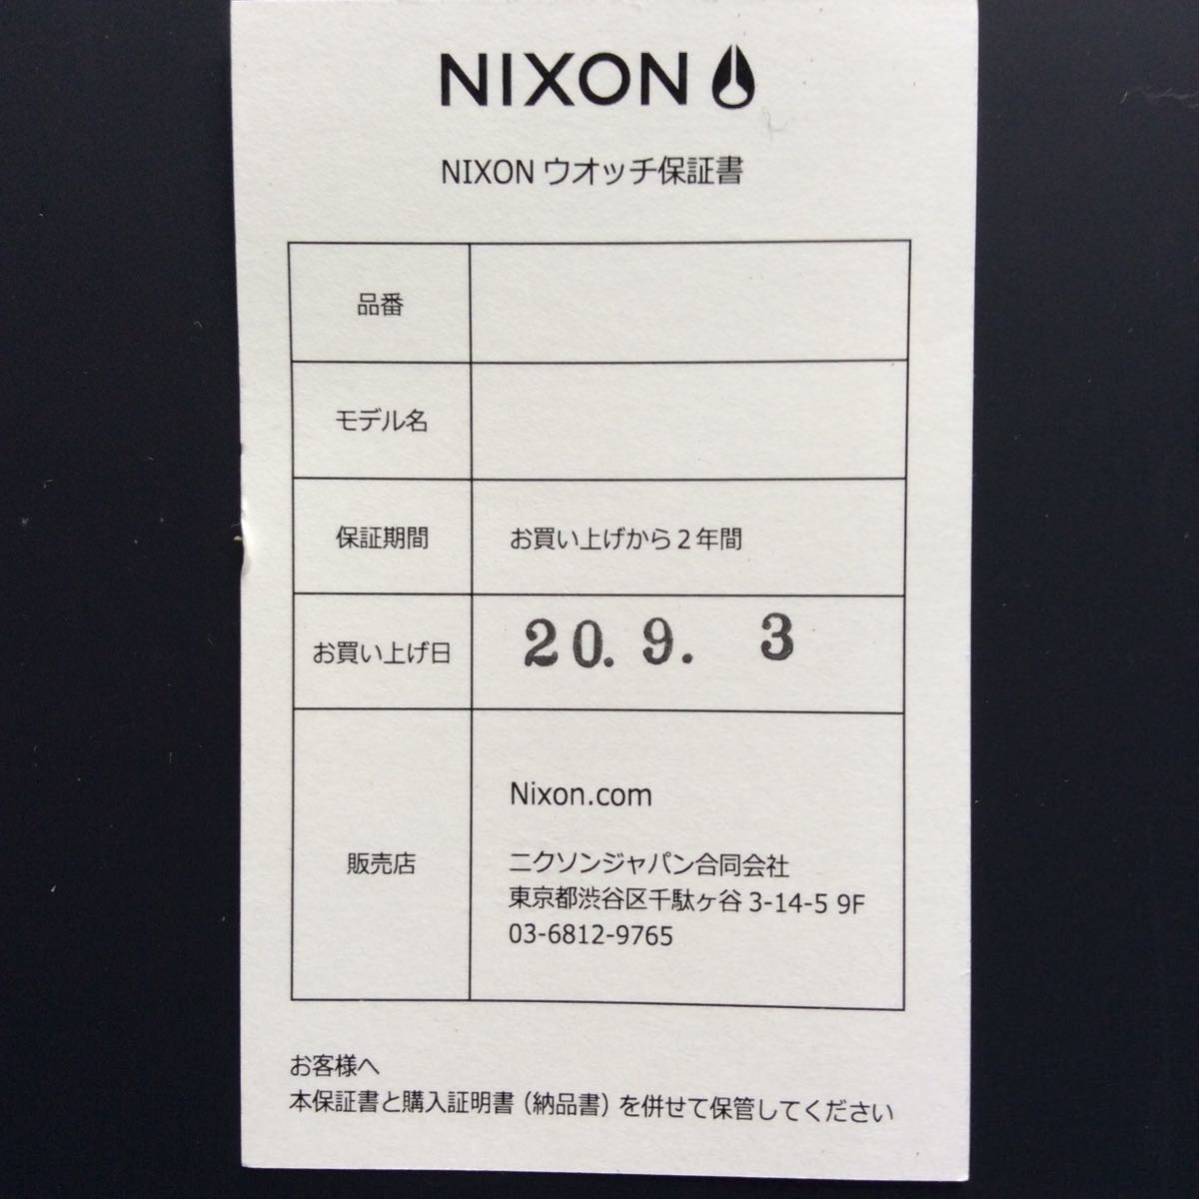 NIXON
NIXON ウオッチ保証書
品番
モデル名
保証期間 お買い上げから２年間
お買い上げ日 20. 9. 3
販売店
Nixon.com
ニクソンジャパン合同会社
東京都渋谷区千駄ヶ谷 3-14-5 9F
03-6812-9765
お客様へ
本保証書と購入証明書（納品書）を併せて保管してください